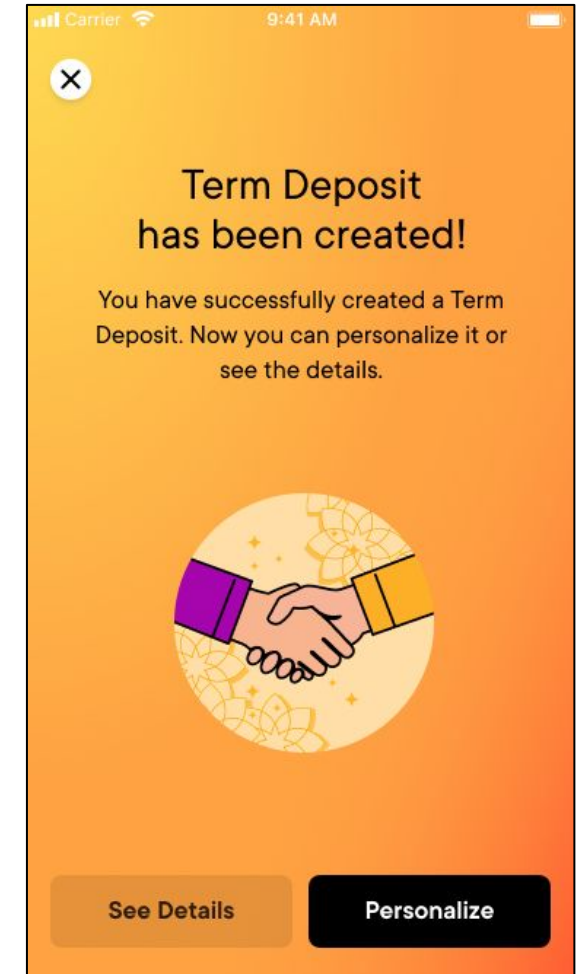 Carrier 9:41 AM
Term Deposit
has been created!
You have successfully created a Term
Deposit. Now you can personalize it or
see the details.
See Details Personalize